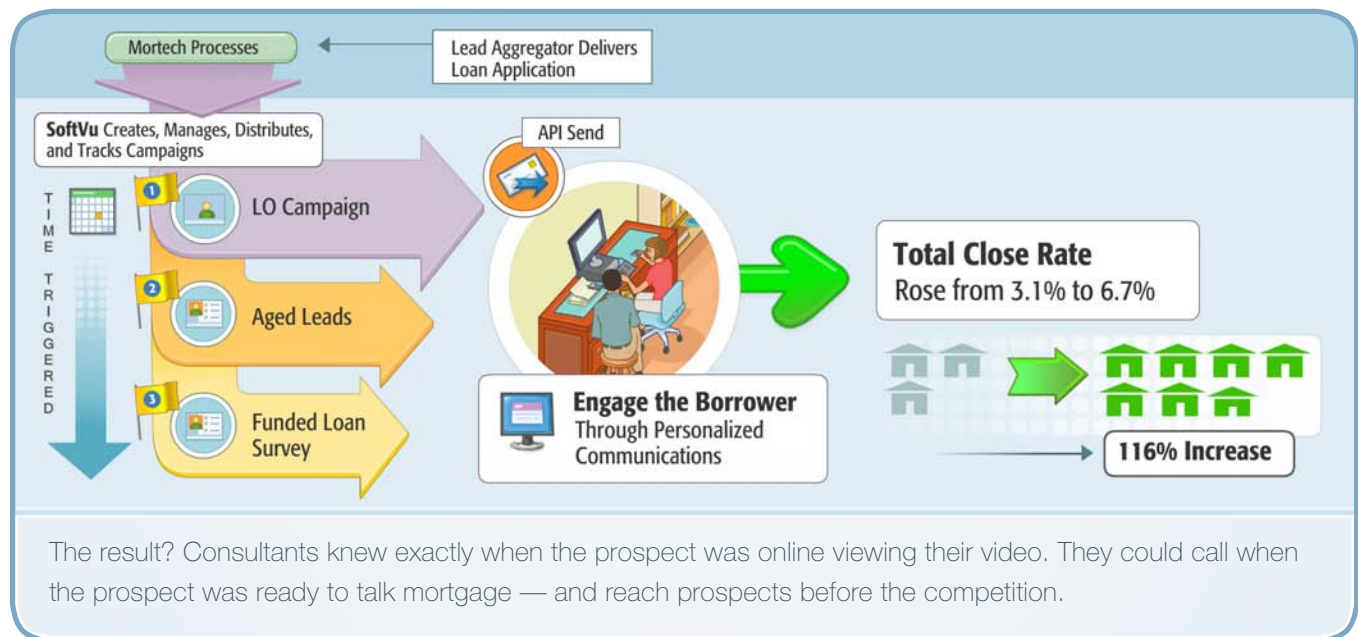 Mortech Processes
Lead Aggregator Delivers
Loan Application
SoftVu Creates, Manages, Distributes,
and Tracks Campaigns
API Send
TIME TRIGGERED
1
LO Campaign
2
Aged Leads
3
Funded Loan
Survey
Engage the Borrower
Through Personalized
Communications
Total Close Rate
Rose from 3.1% to 6.7%
116% Increase
The result? Consultants knew exactly when the prospect was online viewing their video. They could call when
the prospect was ready to talk mortgage — and reach prospects before the competition.